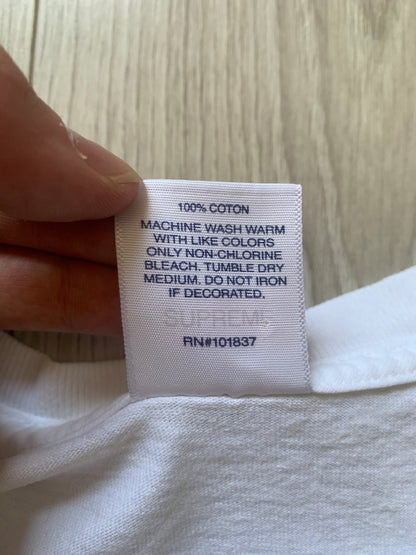 100% COTON
MACHINE WASH WARM
WITH LIKE COLORS
ONLY NON-CHLORINE
BLEACH. TUMBLE DRY
MEDIUM. DO NOT IRON
IF DECORATED.
SUPREME
RN#101837